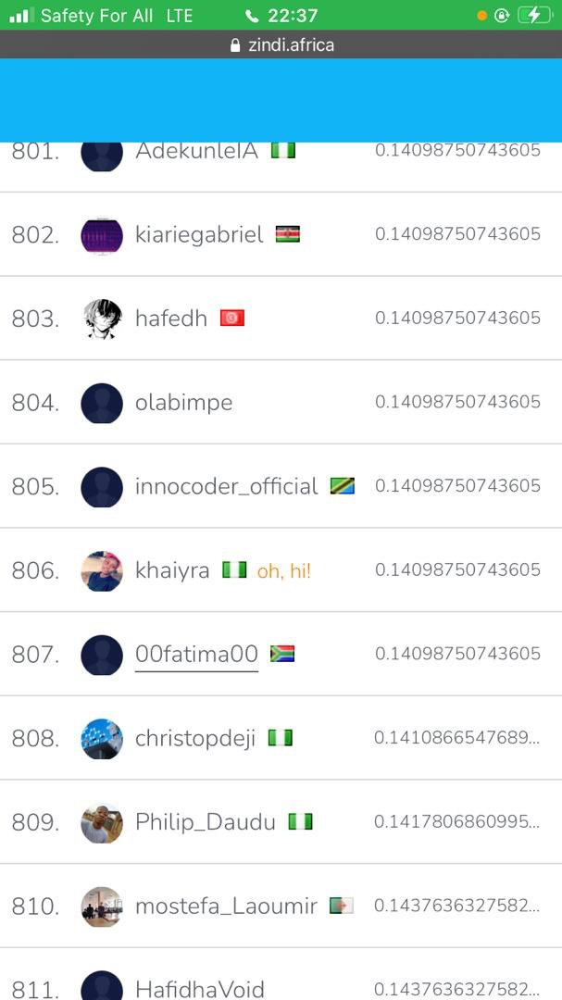 Safety For All LTE 22:37
zindi.africa
801. AdekunleIA 0.14098750743605
802. kiariegabriel 0.14098750743605
803. hafedh 0.14098750743605
804. olabimpe 0.14098750743605
805. innocoder_official 0.14098750743605
806. khaiyra oh, hi! 0.14098750743605
807. 00fatima00 0.14098750743605
808. christopdeji 0.1410866547689...
809. Philip_Daudu 0.1417806860995...
810. mostefa_Laoumir 0.1437636327582...
811. HafidhaVoid 0.1437636327582...